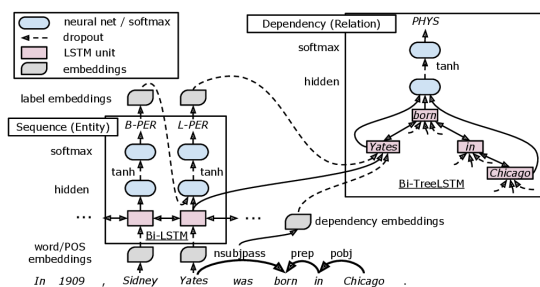 neural net / softmax
dropout
LSTM unit
embeddings
Dependency (Relation)
PHYS
softmax
tanh
hidden
born
Yates
in
Chicago
Bi-TreeLSTM
label embeddings
Sequence (Entity)
B-PER
L-PER
softmax
tanh
tanh
hidden
...
...
Bi-LSTM
dependency embeddings
word/POS
embeddings
nsubjpass
prep
pobj
In 1909 , Sidney Yates was born in Chicago .